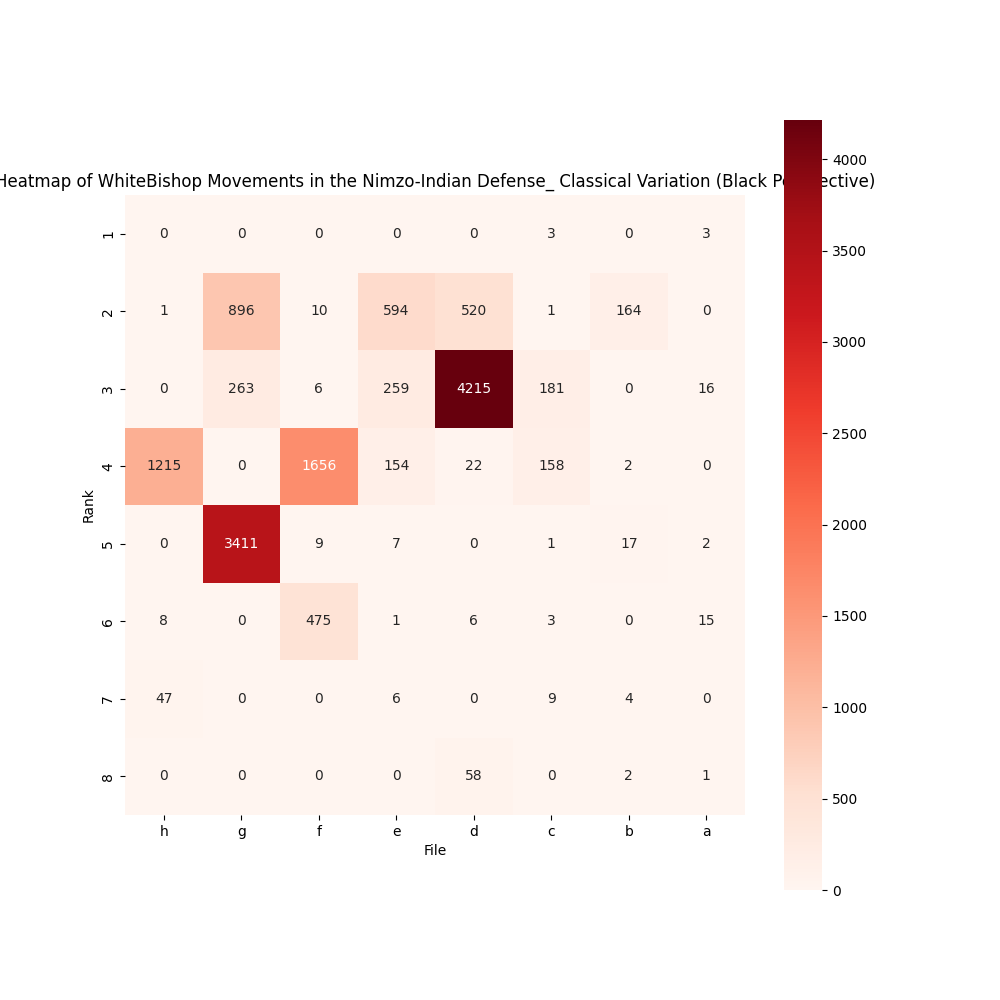 Heatmap of WhiteBishop Movements in the Nimzo-Indian Defense_ Classical Variation (Black P ective)
4000
1 0 0 0 0 0 3 0 3
3500
2 1 896 10 594 520 1 164 0
3000
3 0 263 6 259 4215 181 0 16
2500
4 1215 0 1656 154 22 158 2 0
Rank
2000
5 0 3411 9 7 0 1 17 2
1500
6 8 0 475 1 6 3 0 15
1000
7 47 0 0 6 0 9 4 0
500
8 0 0 0 0 58 0 2 1
h g f e d c b a
File
0